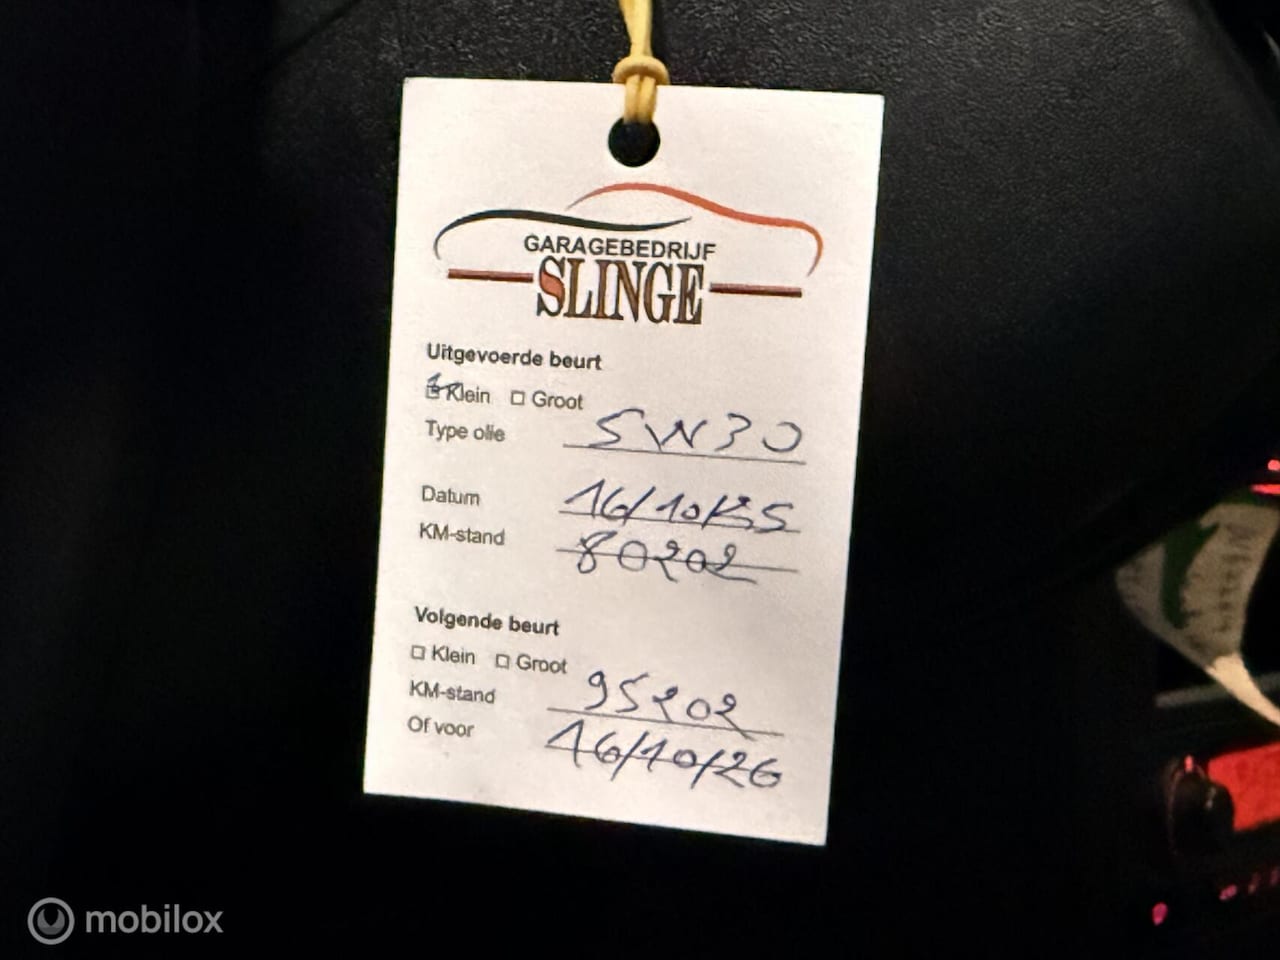 GARAGEBEDRIJF
SLINGE
Uitgevoerde beurt
Klein Groot
Type olie 5W30
Datum 16/10/25
KM-stand 80202
Volgende beurt
Klein Groot
KM-stand 95202
Of voor 16/10/26
mobilox